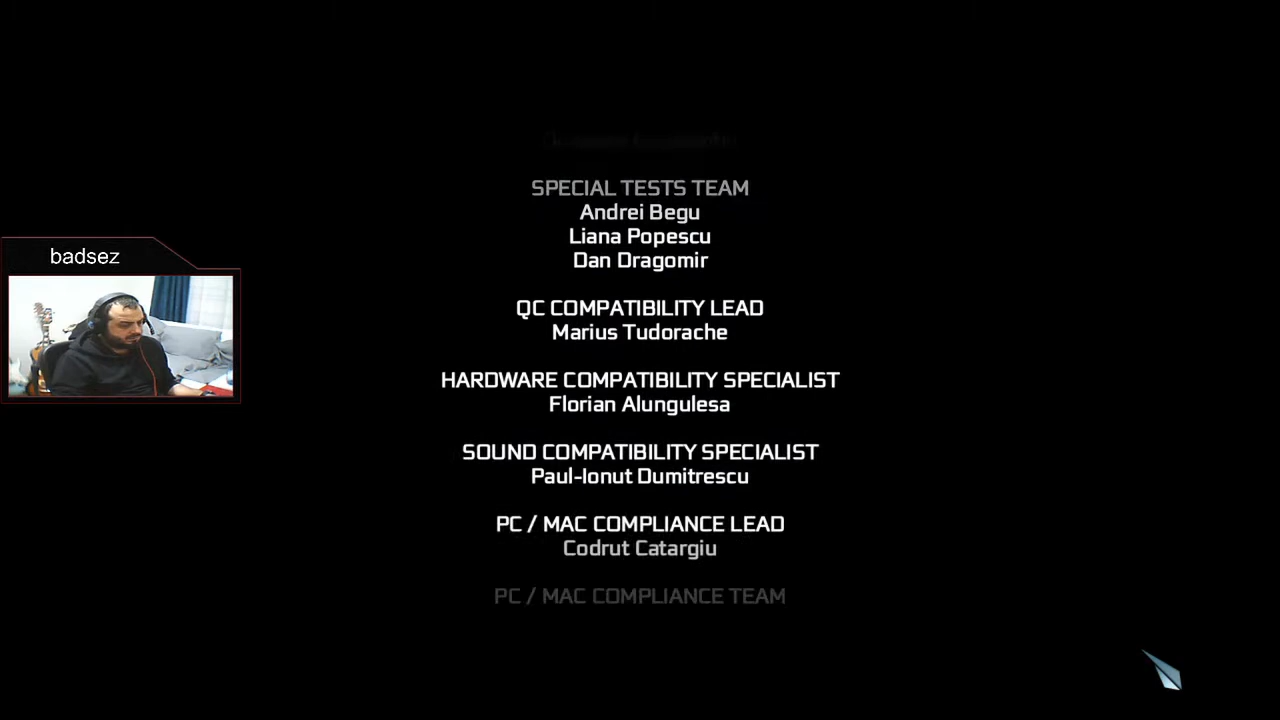 SPECIAL TESTS TEAM
Andrei Begu
Liana Popescu
Dan Dragomir
badsez
QC COMPATIBILITY LEAD
Marius Tudorache
HARDWARE COMPATIBILITY SPECIALIST
Florian Alungulesa
SOUND COMPATIBILITY SPECIALIST
Paul-Ionut Dumitrescu
PC / MAC COMPLIANCE LEAD
Codrut Catargiu
PC / MAC COMPLIANCE TEAM